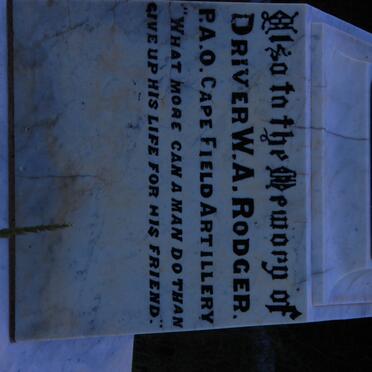 Also to the Memory of
DRIVER W.A. RODGER.
P.A.O. CAPE FIELD ARTILLERY
"WHAT MORE CAN A MAN DO THAN
GIVE UP HIS LIFE FOR HIS FRIEND."